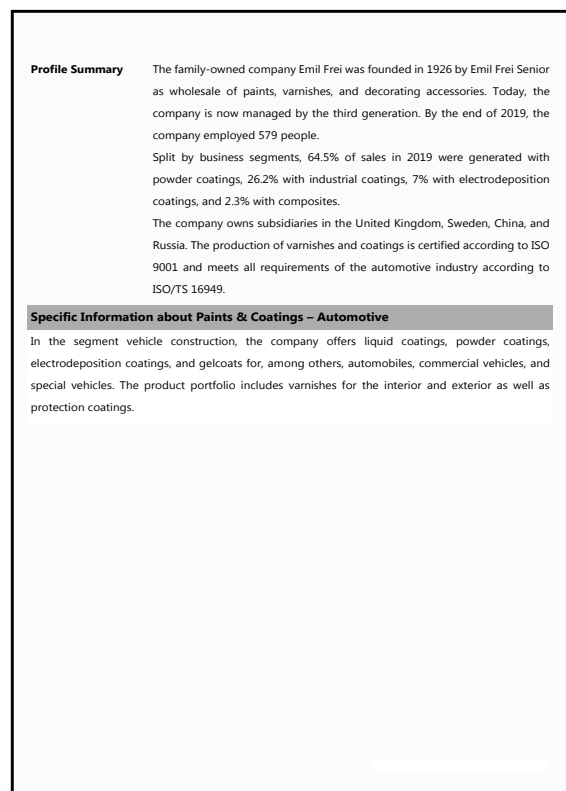 Profile Summary The family-owned company Emil Frei was founded in 1926 by Emil Frei Senior
as wholesale of paints, varnishes, and decorating accessories. Today, the
company is now managed by the third generation. By the end of 2019, the
company employed 579 people.
Split by business segments, 64.5% of sales in 2019 were generated with
powder coatings, 26.2% with industrial coatings, 7% with electrodeposition
coatings, and 2.3% with composites.
The company owns subsidiaries in the United Kingdom, Sweden, China, and
Russia. The production of varnishes and coatings is certified according to ISO
9001 and meets all requirements of the automotive industry according to
ISO/TS 16949.
Specific Information about Paints & Coatings – Automotive
In the segment vehicle construction, the company offers liquid coatings, powder coatings,
electrodeposition coatings, and gelcoats for, among others, automobiles, commercial vehicles, and
special vehicles. The product portfolio includes varnishes for the interior and exterior as well as
protection coatings.